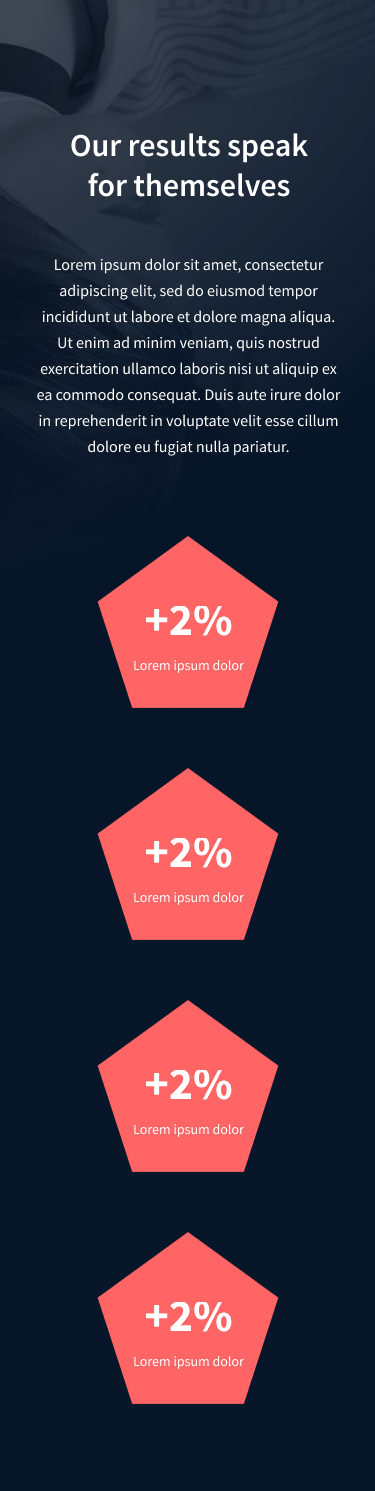 Our results speak
for themselves
Lorem ipsum dolor sit amet, consectetur
adipiscing elit, sed do eiusmod tempor
incididunt ut labore et dolore magna aliqua.
Ut enim ad minim veniam, quis nostrud
exercitation ullamco laboris nisi ut aliquip ex
ea commodo consequat. Duis aute irure dolor
in reprehenderit in voluptate velit esse cillum
dolore eu fugiat nulla pariatur.
+2%
Lorem ipsum dolor
+2%
Lorem ipsum dolor
+2%
Lorem ipsum dolor
+2%
Lorem ipsum dolor